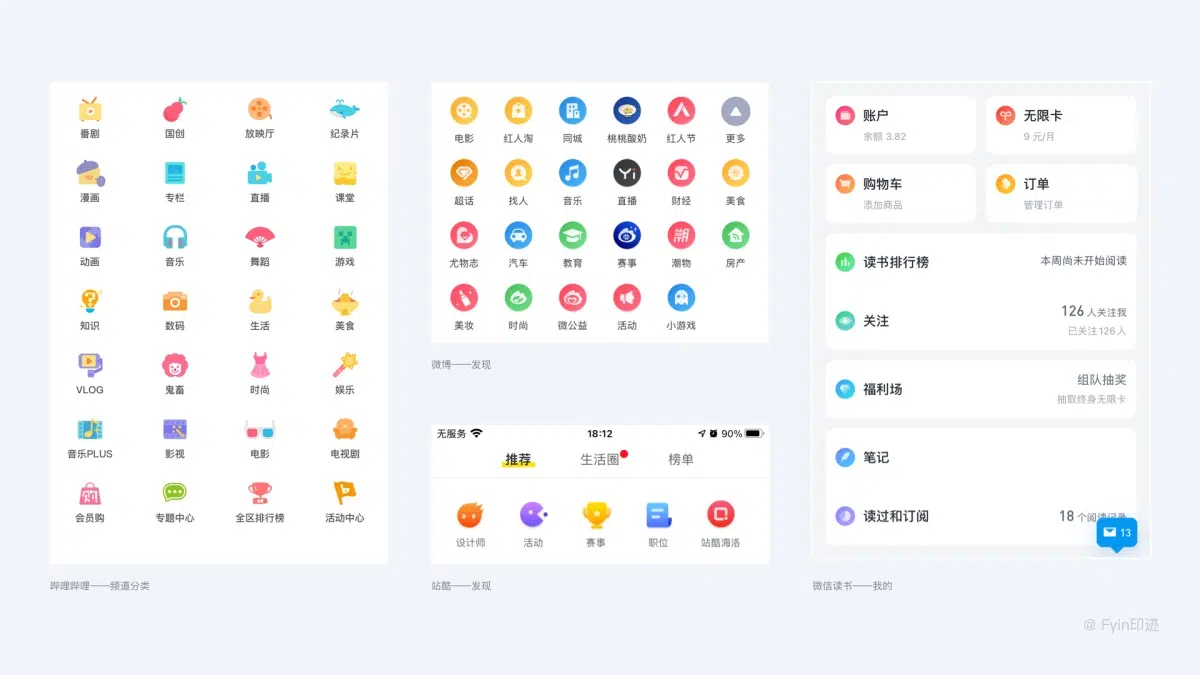 番剧 国创 放映厅 纪录片
漫画 专栏 直播 课堂
动画 音乐 舞蹈 游戏
知识 数码 生活 美食
VLOG 鬼畜 时尚 娱乐
音乐PLUS 影视 电影 电视剧
会员购 专题中心 全区排行榜 活动中心
哔哩哔哩——频道分类
电影 红人淘 同城 桃桃酸奶 红人节 更多
超话 找人 音乐 直播 财经 美食
尤物志 汽车 教育 赛事 潮物 房产
美妆 时尚 微公益 活动 小游戏
微博——发现
无服务 18:12 90%
推荐 生活圈 榜单
设计师 活动 赛事 职位 站酷海洛
站酷——发现
账户
余额 3.82
无限卡
9 元/月
购物车
添加商品
订单
管理订单
读书排行榜 本周尚未开始阅读
关注 126 人关注我
已关注 126 人
福利场 组队抽奖
抽取终身无限卡
笔记
读过和订阅 18 个阅读记录
13
微信读书——我的
@ Fyin印迹